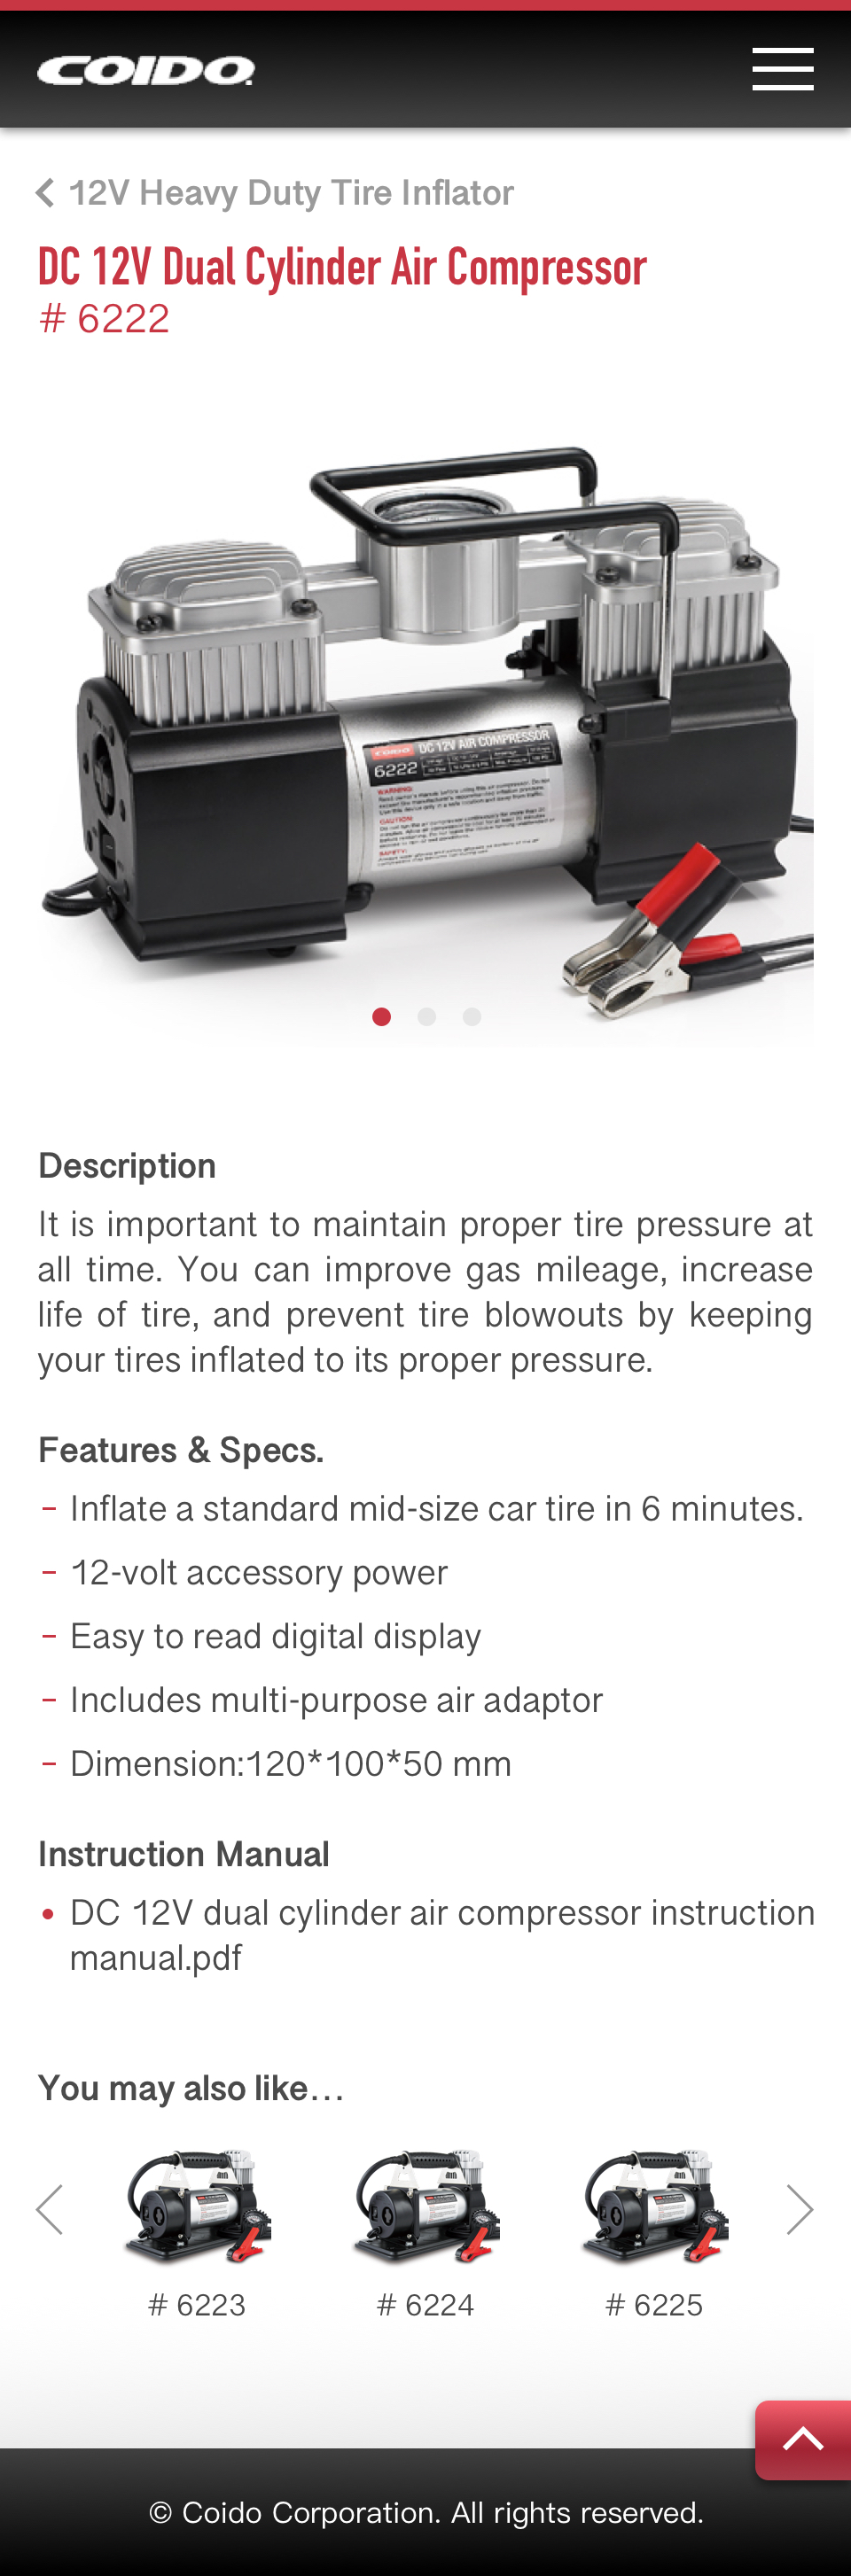 COIDO
12V Heavy Duty Tire Inflator
DC 12V Dual Cylinder Air Compressor
# 6222
COIDO DC 12V AIR COMPRESSOR
6222
WARNING:
CAUTION:
SAFETY:
Description
It is important to maintain proper tire pressure at
all time. You can improve gas mileage, increase
life of tire, and prevent tire blowouts by keeping
your tires inflated to its proper pressure.
Features & Specs.
- Inflate a standard mid-size car tire in 6 minutes.
- 12-volt accessory power
- Easy to read digital display
- Includes multi-purpose air adaptor
- Dimension:120*100*50 mm
Instruction Manual
• DC 12V dual cylinder air compressor instruction
manual.pdf
You may also like...
# 6223
# 6224
# 6225
© Coido Corporation. All rights reserved.